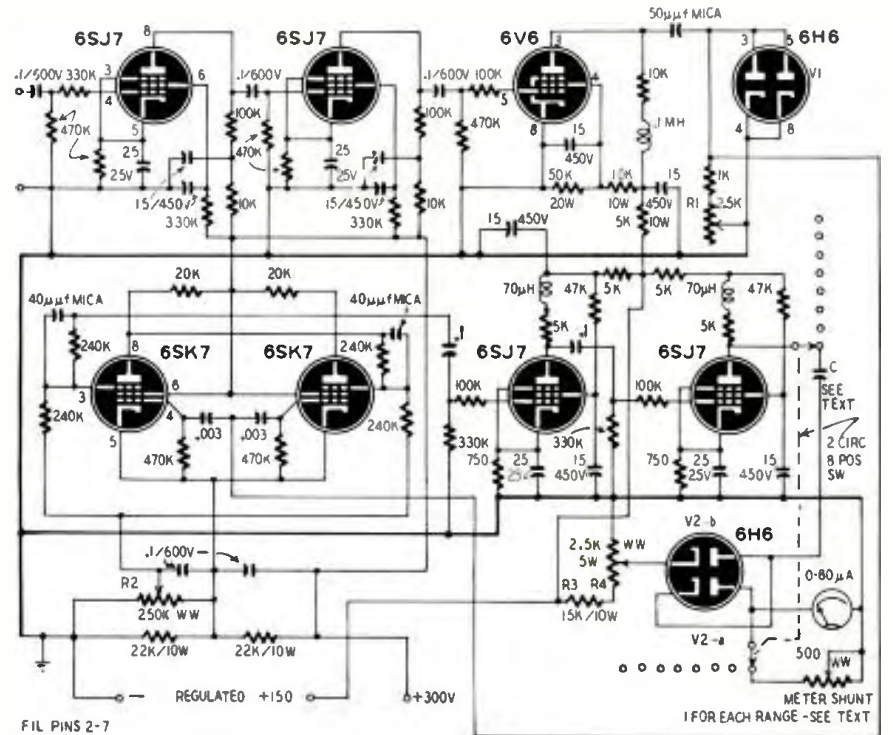 50μμf MICA
6SJ7
6SJ7
6V6
6H6
8
3
4
6
5
.1/600V
330K
470K
25
25V
15/450V
330K
100K
10K
.1/600V
470K
25
25V
15/450V
330K
100K
10K
.1/600V
100K
470K
5
8
4
15
450V
50K
20W
10K
10W
10K
15
450V
5K
10W
3
5
V1
4
8
1K
R1
2.5K
15
450V
20K
20K
40μμf MICA
40μμf MICA
240K
240K
6SK7
6SK7
8
3
6
4
5
240K
240K
.003
.003
470K
470K
.1
100K
330K
70μH
5K
47K
5K
5K
70μH
5K
47K
.1
6SJ7
6SJ7
100K
330K
750
25
25V
15
450V
750
25
25V
15
450V
C
SEE
TEXT
2 CIRC
8 POS
SW
.1/600V
R2
250K WW
22K/10W
22K/10W
2.5K
5W
WW
R3
R4
15K/10W
V2-b
6H6
V2-a
0-60μA
500
WW
METER SHUNT
1 FOR EACH RANGE - SEE TEXT
— REGULATED +150
+300V
FIL PINS 2-7